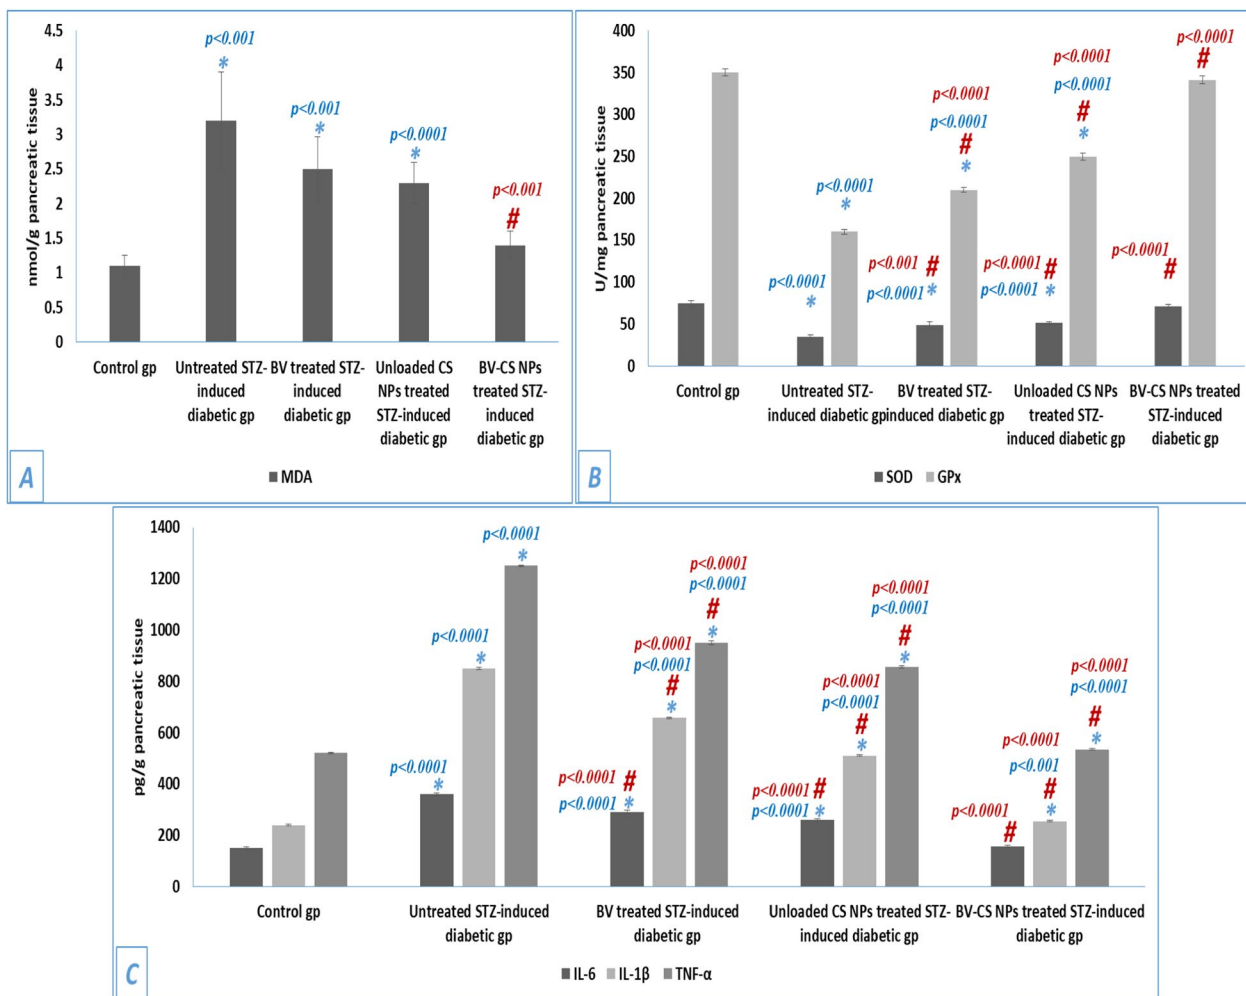 nmol/g pancreatic tissue
5
4.5
4
3.5
3
2.5
2
1.5
1
0.5
0
p<0.001
*
p<0.001
*
p<0.0001
*
p<0.001
#
Control gp
Untreated STZ-
induced
diabetic gp
BV treated STZ-
induced
diabetic gp
Unloaded CS
NPs treated
STZ-induced
diabetic gp
BV-CS NPs
treated STZ-
induced
diabetic gp
MDA
A
U/mg pancreatic tissue
400
350
300
250
200
150
100
50
0
p<0.0001
*
p<0.0001
*
p<0.001
#
p<0.0001
*
p<0.0001
p<0.0001
#
*
p<0.0001
#
p<0.0001
*
p<0.0001
p<0.0001
#
*
p<0.0001
#
p<0.0001
#
Control gp
Untreated STZ-
induced diabetic gp
BV treated STZ-
induced diabetic gp
Unloaded CS NPs
treated STZ-
induced diabetic gp
BV-CS NPs treated
STZ-induced
diabetic gp
SOD GPx
B
pg/g pancreatic tissue
1400
1200
1000
800
600
400
200
0
p<0.0001
*
p<0.0001
*
p<0.0001
*
p<0.0001 #
p<0.0001 *
p<0.0001
p<0.0001
#
*
p<0.0001
p<0.0001
#
*
p<0.0001 #
p<0.0001 *
p<0.0001
p<0.0001
#
*
p<0.0001
p<0.0001
#
*
p<0.0001
#
p<0.0001
p<0.001
#
*
p<0.0001
p<0.0001
#
*
Control gp
Untreated STZ-induced
diabetic gp
BV treated STZ-induced
diabetic gp
Unloaded CS NPs treated STZ-
induced diabetic gp
BV-CS NPs treated STZ-induced
diabetic gp
IL-6 IL-1β TNF-α
C